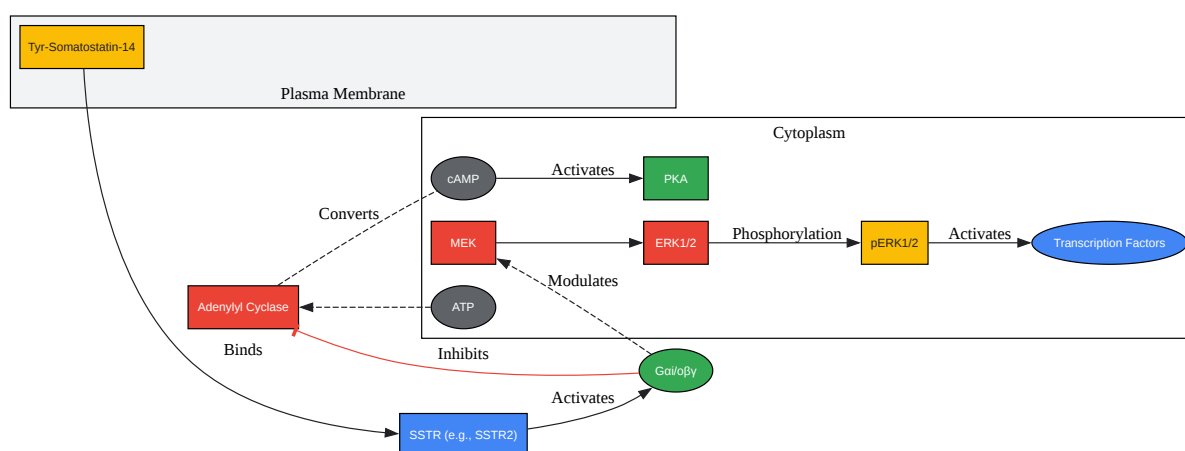 Tyr-Somatostatin-14
Plasma Membrane
Cytoplasm
cAMP
Activates
PKA
Converts
MEK
ERK1/2
Phosphorylation
pERK1/2
Activates
Transcription Factors
Modulates
Adenylyl Cyclase
ATP
Binds
Inhibits
Gαi/oβγ
Activates
SSTR (e.g., SSTR2)